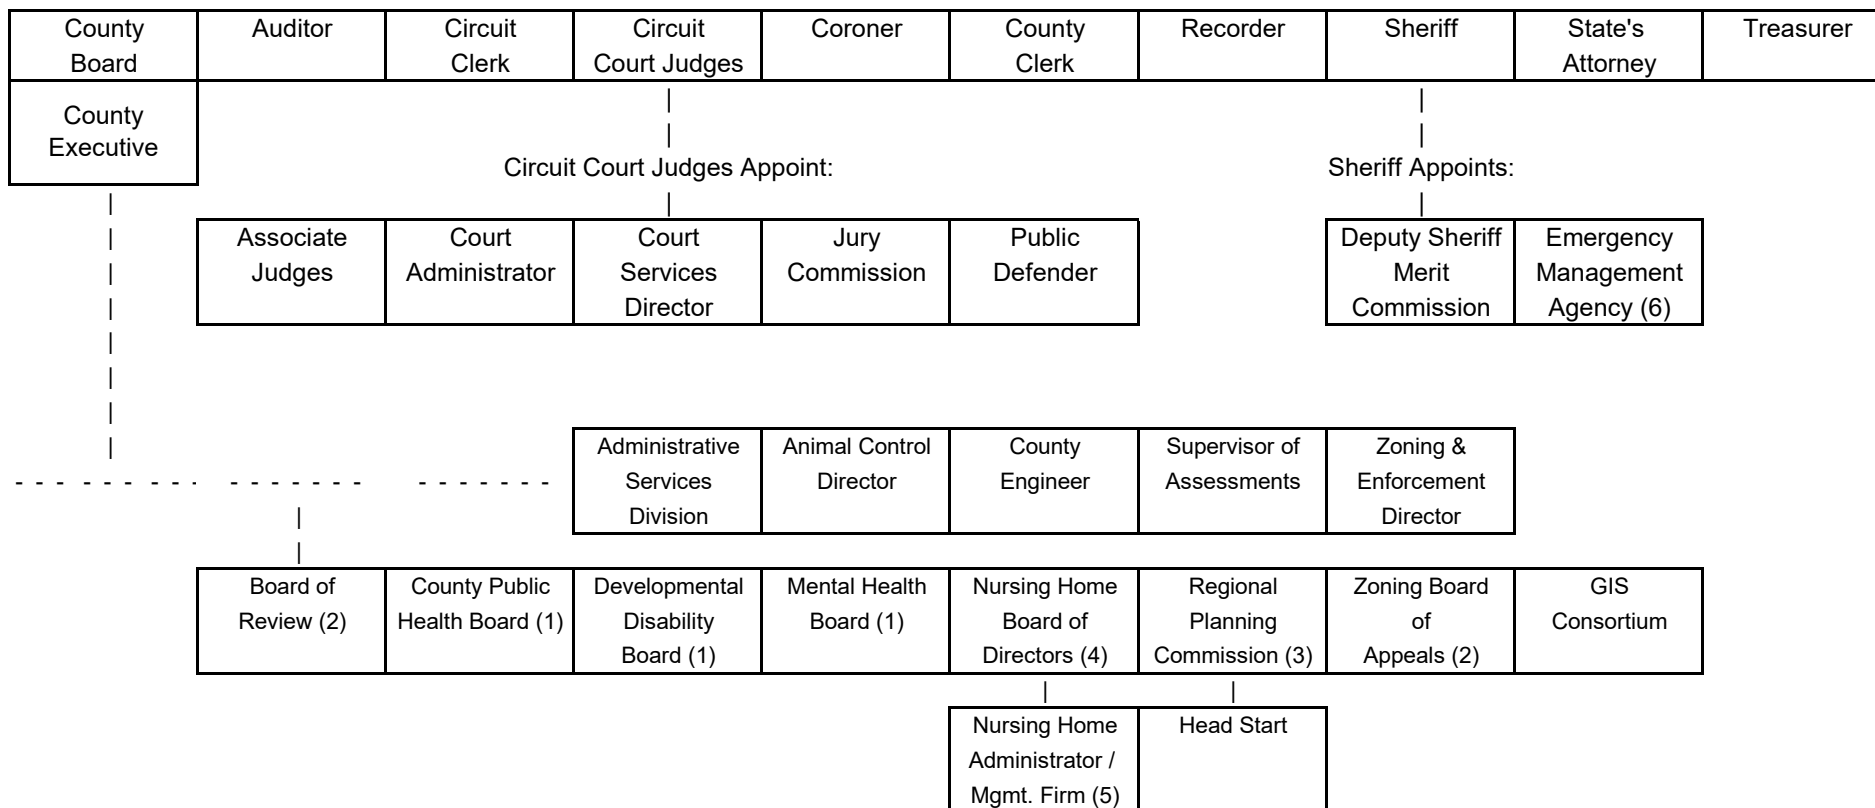 County
Board
Auditor
Circuit
Clerk
Circuit
Court Judges
Coroner
County
Clerk
Recorder
Sheriff
State's
Attorney
Treasurer
County
Executive
Circuit Court Judges Appoint:
Sheriff Appoints:
Associate
Judges
Court
Administrator
Court
Services
Director
Jury
Commission
Public
Defender
Deputy Sheriff
Merit
Commission
Emergency
Management
Agency (6)
Administrative
Services
Division
Animal Control
Director
County
Engineer
Supervisor of
Assessments
Zoning &
Enforcement
Director
Board of
Review (2)
County Public
Health Board (1)
Developmental
Disability
Board (1)
Mental Health
Board (1)
Nursing Home
Board of
Directors (4)
Regional
Planning
Commission (3)
Zoning Board
of
Appeals (2)
GIS
Consortium
Nursing Home
Administrator /
Mgmt. Firm (5)
Head Start